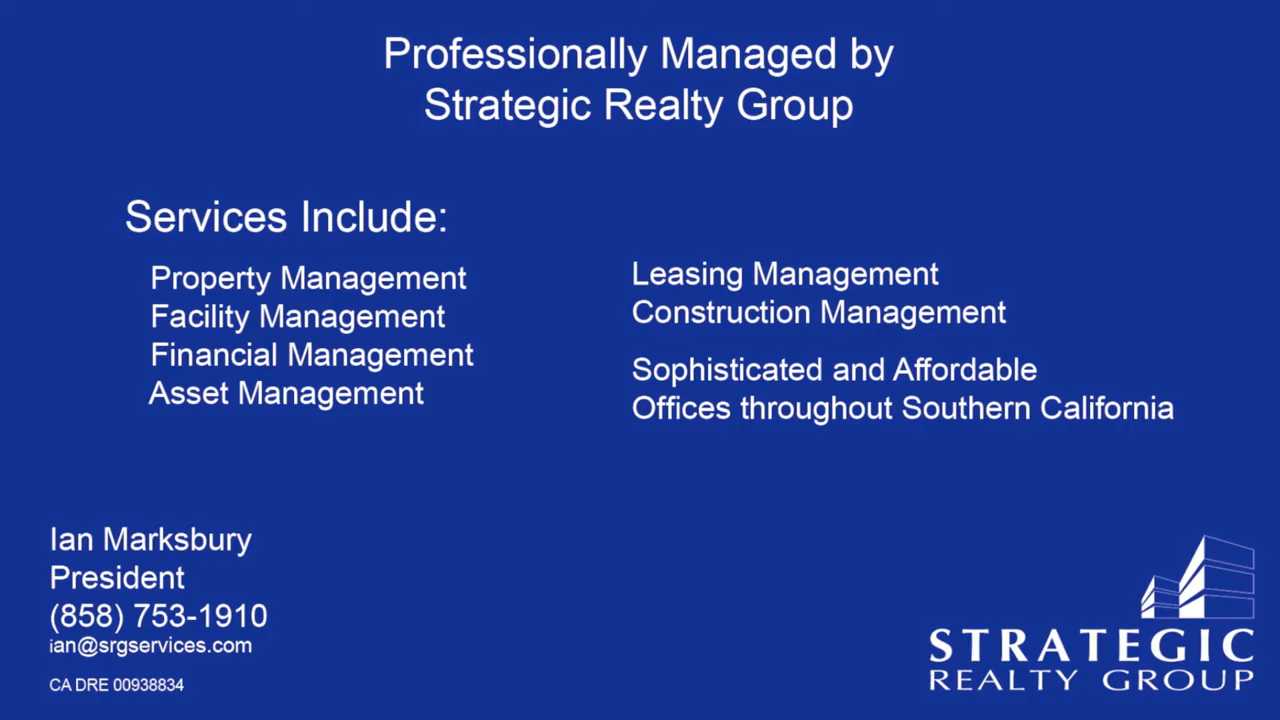 Professionally Managed by
Strategic Realty Group
Services Include:
Property Management
Facility Management
Financial Management
Asset Management
Leasing Management
Construction Management
Sophisticated and Affordable
Offices throughout Southern California
Ian Marksbury
President
(858) 753-1910
ian@srgservices.com
CA DRE 00938834
STRATEGIC
REALTY GROUP